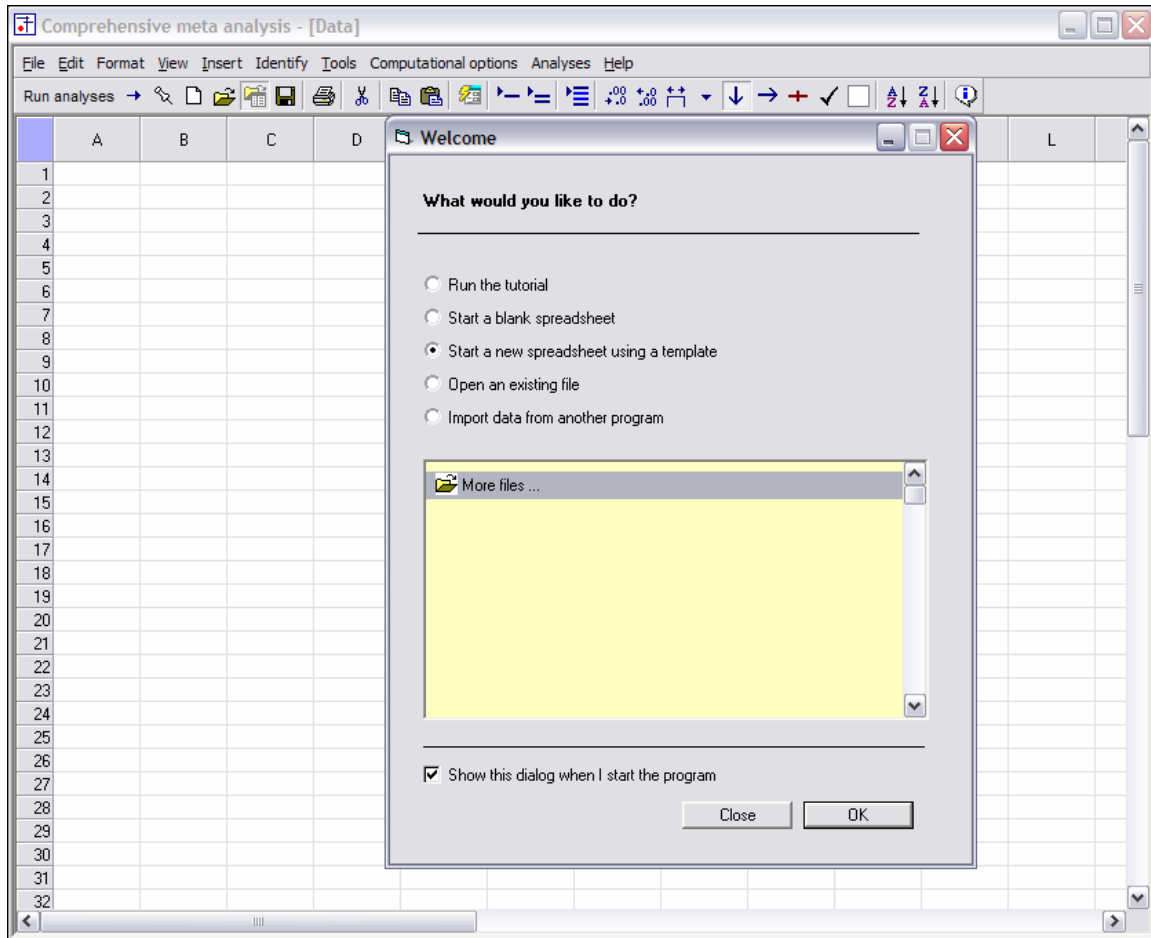 Comprehensive meta analysis - [Data]
File Edit Format View Insert Identify Tools Computational options Analyses Help
Run analyses
A B C D L
Welcome
What would you like to do?
Run the tutorial
Start a blank spreadsheet
Start a new spreadsheet using a template
Open an existing file
Import data from another program
More files ...
Show this dialog when I start the program
Close OK
1
2
3
4
5
6
7
8
9
10
11
12
13
14
15
16
17
18
19
20
21
22
23
24
25
26
27
28
29
30
31
32